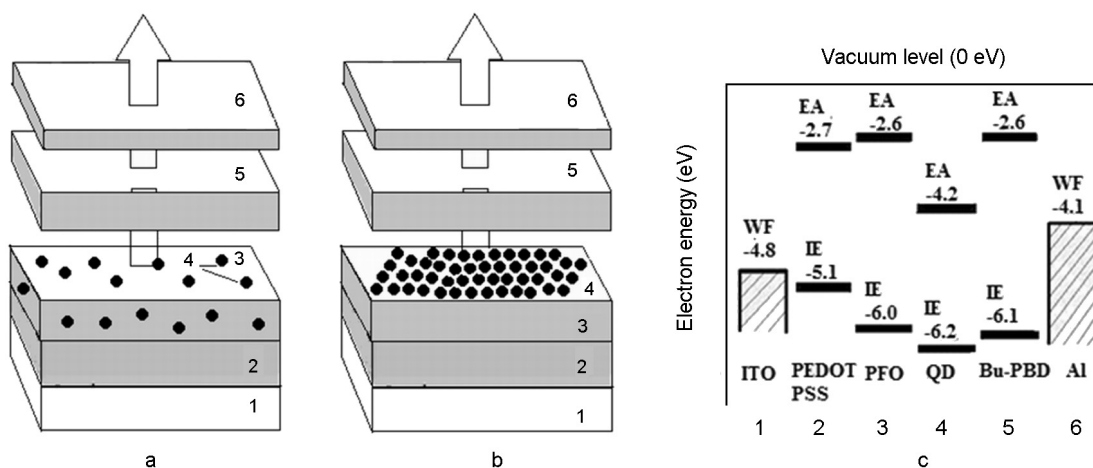 6
5
4
3
2
1
a
6
5
4
3
2
1
b
Vacuum level (0 eV)
Electron energy (eV)
EA
-2.7
EA
-2.6
EA
-4.2
EA
-2.6
WF
-4.8
IE
-5.1
IE
-6.0
IE
-6.2
IE
-6.1
WF
-4.1
ITO
PEDOT
PSS
PFO
QD
Bu-PBD
Al
1 2 3 4 5 6
c